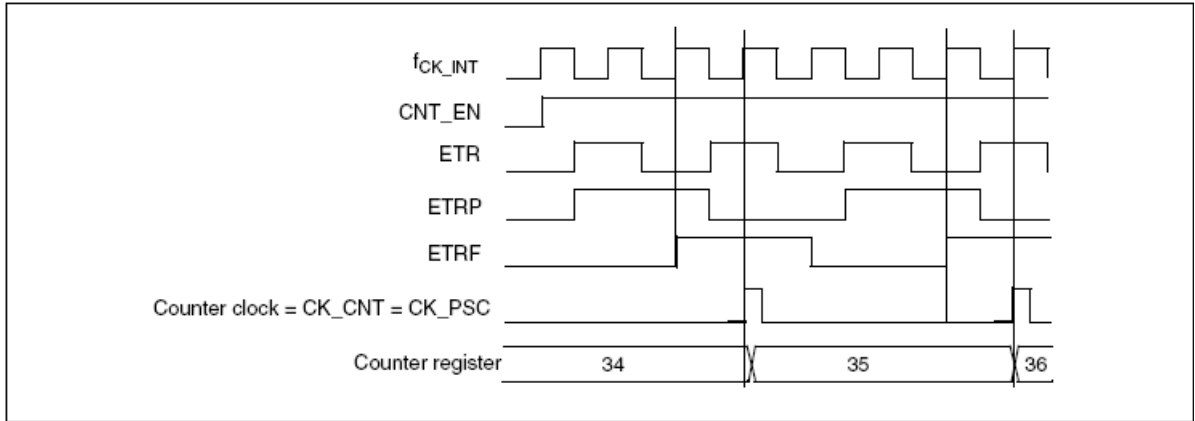 fCK_INT
CNT_EN
ETR
ETRP
ETRF
Counter clock = CK_CNT = CK_PSC
Counter register 34 35 36